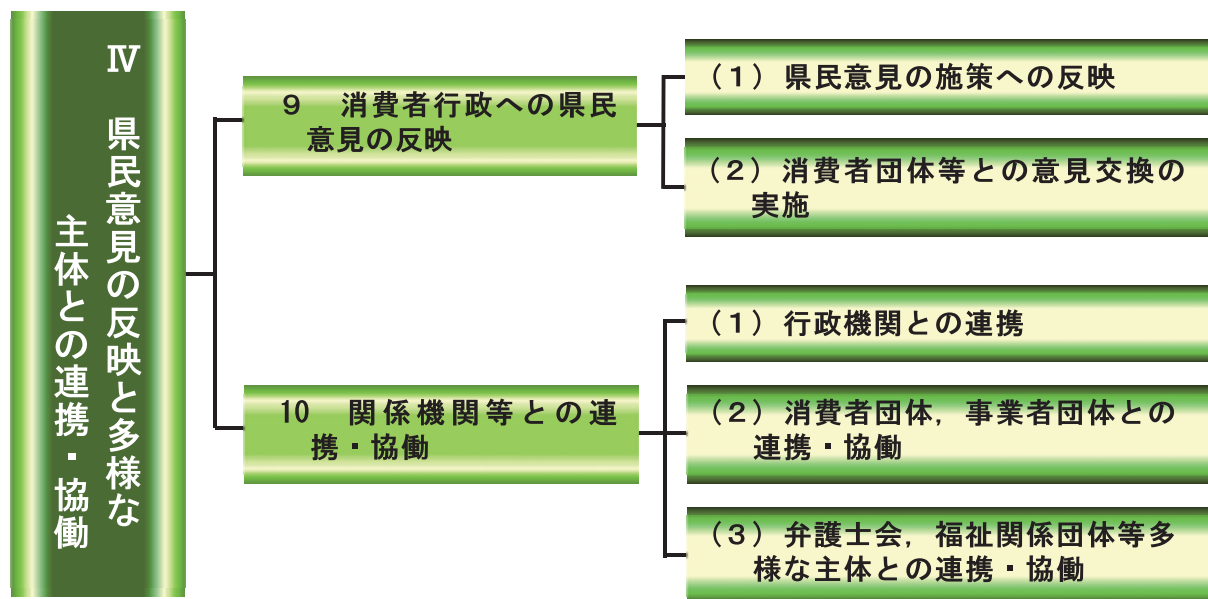 Ⅳ 県民意見の反映と多様な
主体との連携・協働
９ 消費者行政への県民
意見の反映
（１）県民意見の施策への反映
（２）消費者団体等との意見交換の
実施
10 関係機関等との連
携・協働
（１）行政機関との連携
（２）消費者団体，事業者団体との
連携・協働
（３）弁護士会，福祉関係団体等多
様な主体との連携・協働